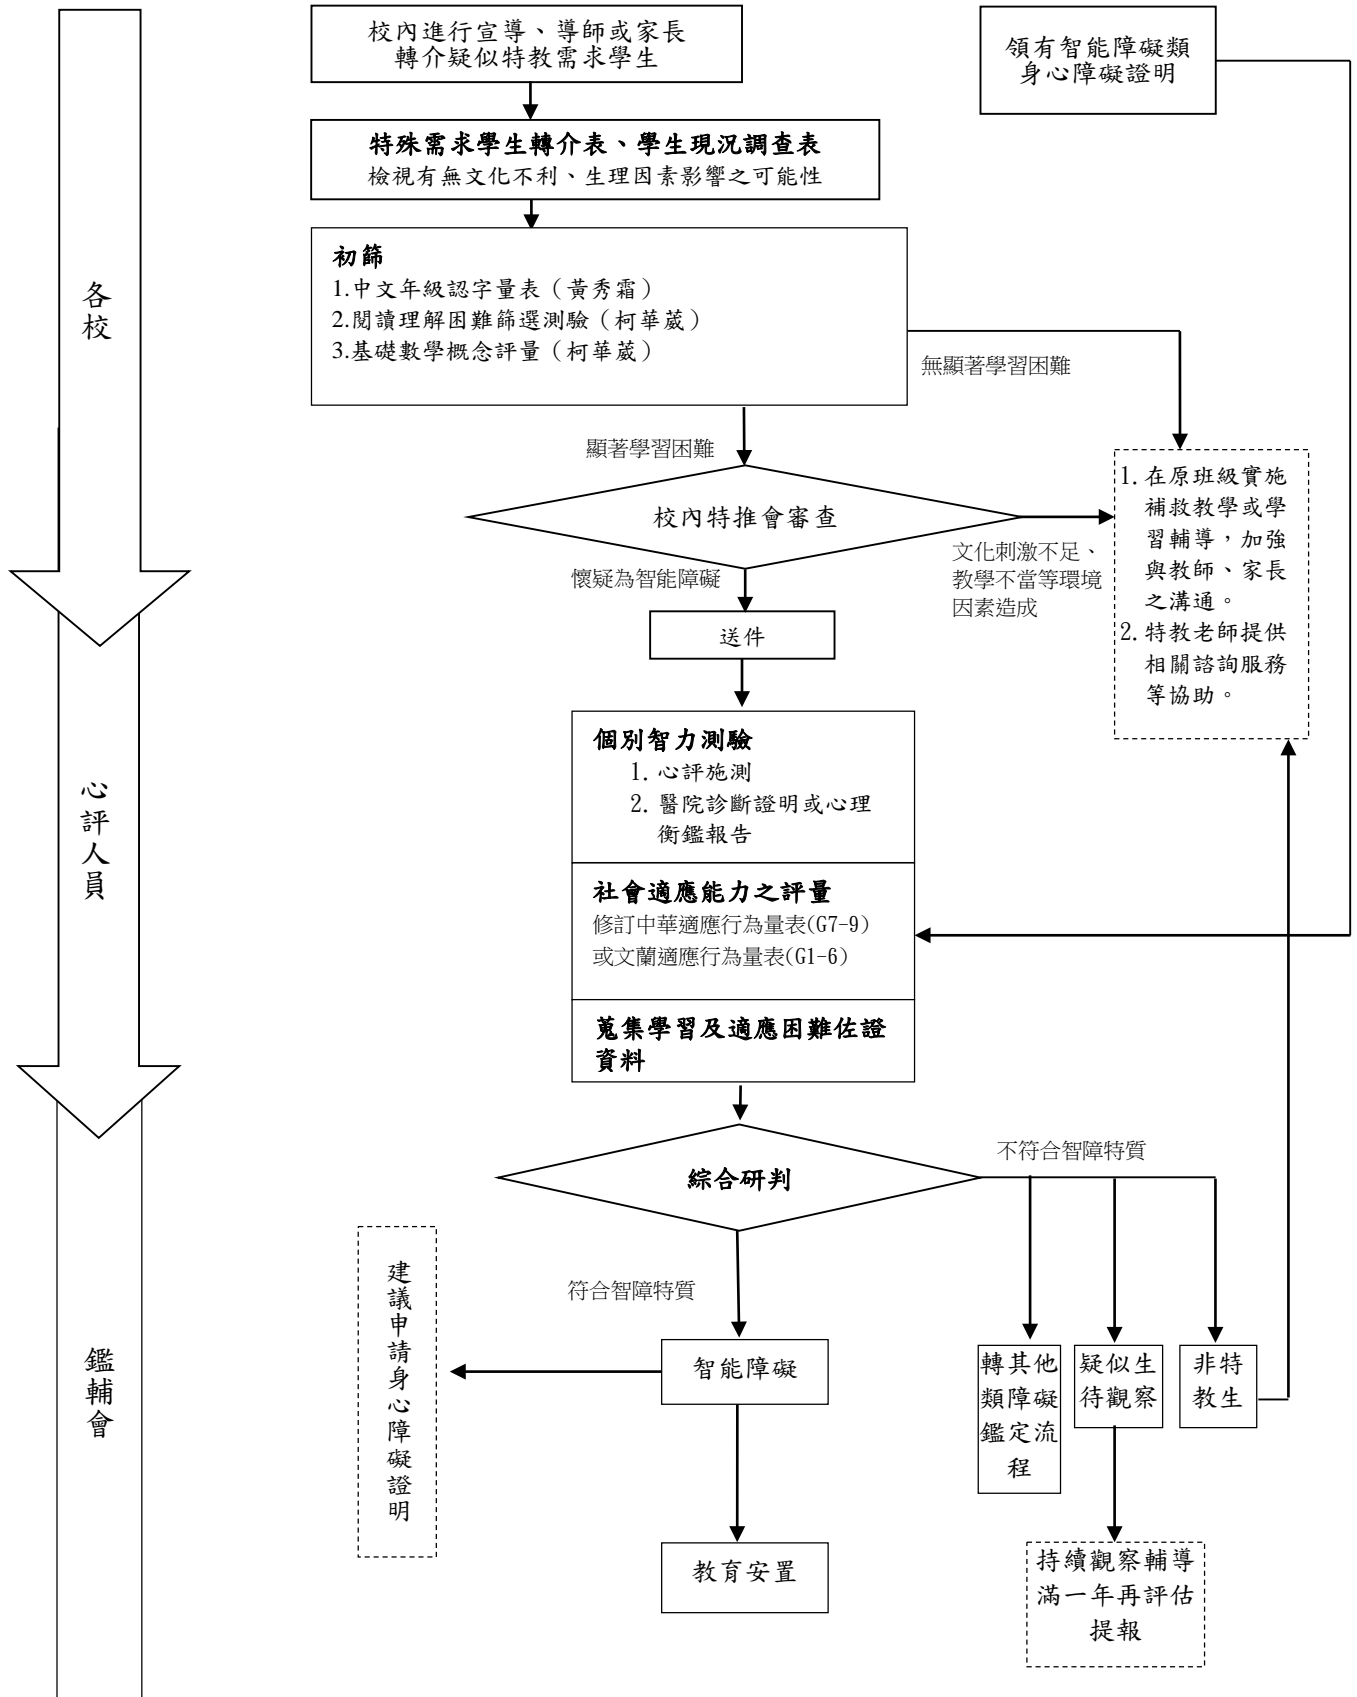 校內進行宣導、導師或家長
轉介疑似特教需求學生
領有智能障礙類
身心障礙證明
特殊需求學生轉介表、學生現況調查表
檢視有無文化不利、生理因素影響之可能性
初篩
1.中文年級認字量表（黃秀霜）
2.閱讀理解困難篩選測驗（柯華葳）
3.基礎數學概念評量（柯華葳）
各校
無顯著學習困難
顯著學習困難
校內特推會審查
1. 在原班級實施
補救教學或學
習輔導，加強
與教師、家長
之溝通。
2. 特教老師提供
相關諮詢服務
等協助。
文化刺激不足、
教學不當等環境
因素造成
懷疑為智能障礙
送件
個別智力測驗
1. 心評施測
2. 醫院診斷證明或心理
衡鑑報告
心評人員
社會適應能力之評量
修訂中華適應行為量表(G7-9)
或文蘭適應行為量表(G1-6)
蒐集學習及適應困難佐證
資料
綜合研判
不符合智障特質
符合智障特質
建議申請身心障礙證明
鑑輔會
智能障礙
轉其他
類障礙
鑑定流
程
疑似生
待觀察
非特
教生
教育安置
持續觀察輔導
滿一年再評估
提報